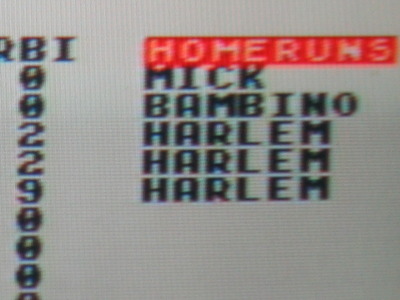 RBI HOMERUNS
0 MICK
0 BAMBINO
2 HARLEM
2 HARLEM
9 HARLEM
0
0
0